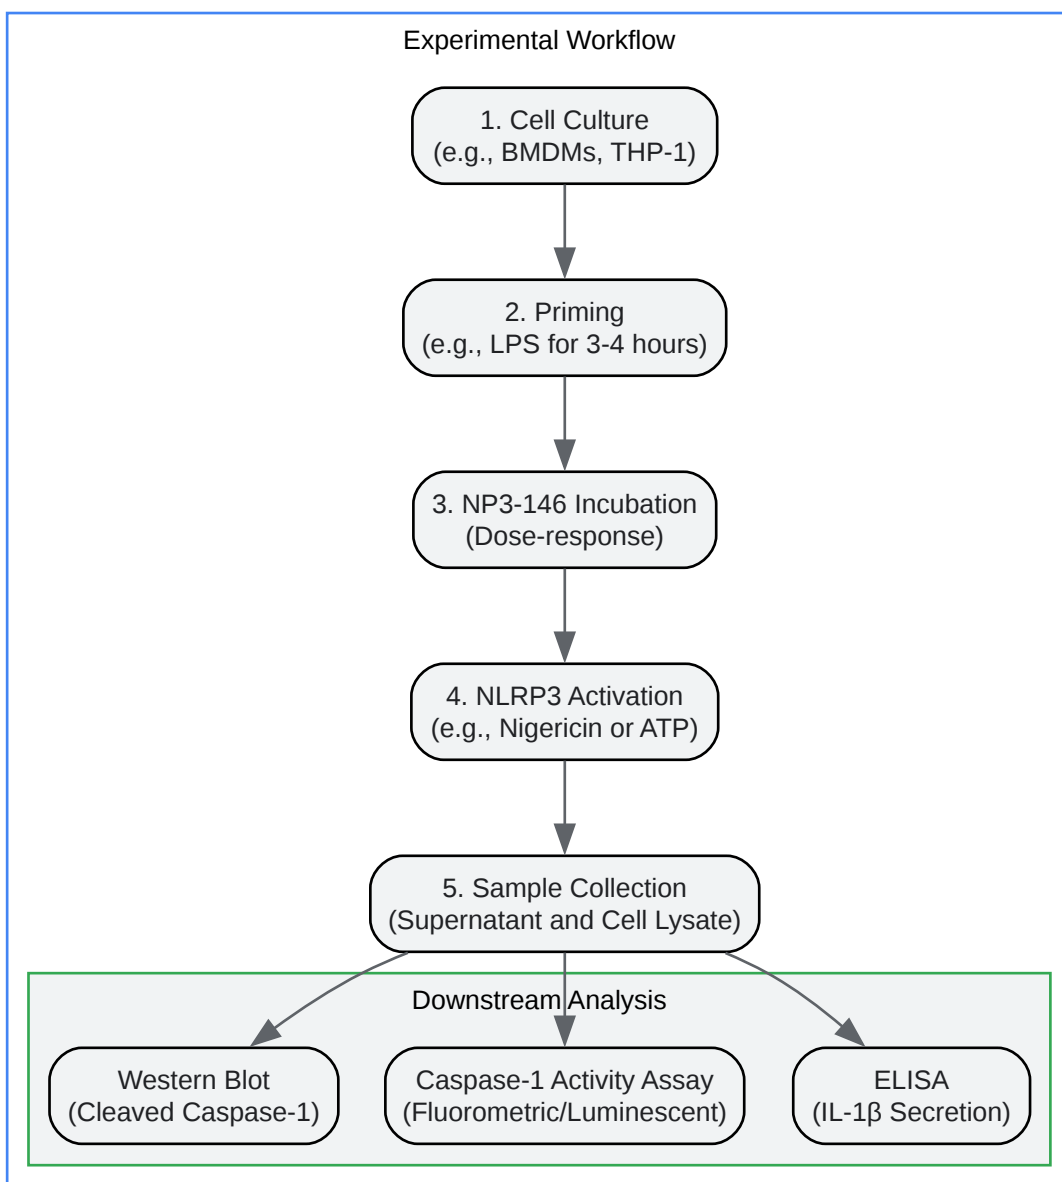 Experimental Workflow
1. Cell Culture
(e.g., BMDMs, THP-1)
2. Priming
(e.g., LPS for 3-4 hours)
3. NP3-146 Incubation
(Dose-response)
4. NLRP3 Activation
(e.g., Nigericin or ATP)
5. Sample Collection
(Supernatant and Cell Lysate)
Downstream Analysis
Western Blot
(Cleaved Caspase-1)
Caspase-1 Activity Assay
(Fluorometric/Luminescent)
ELISA
(IL-1β Secretion)